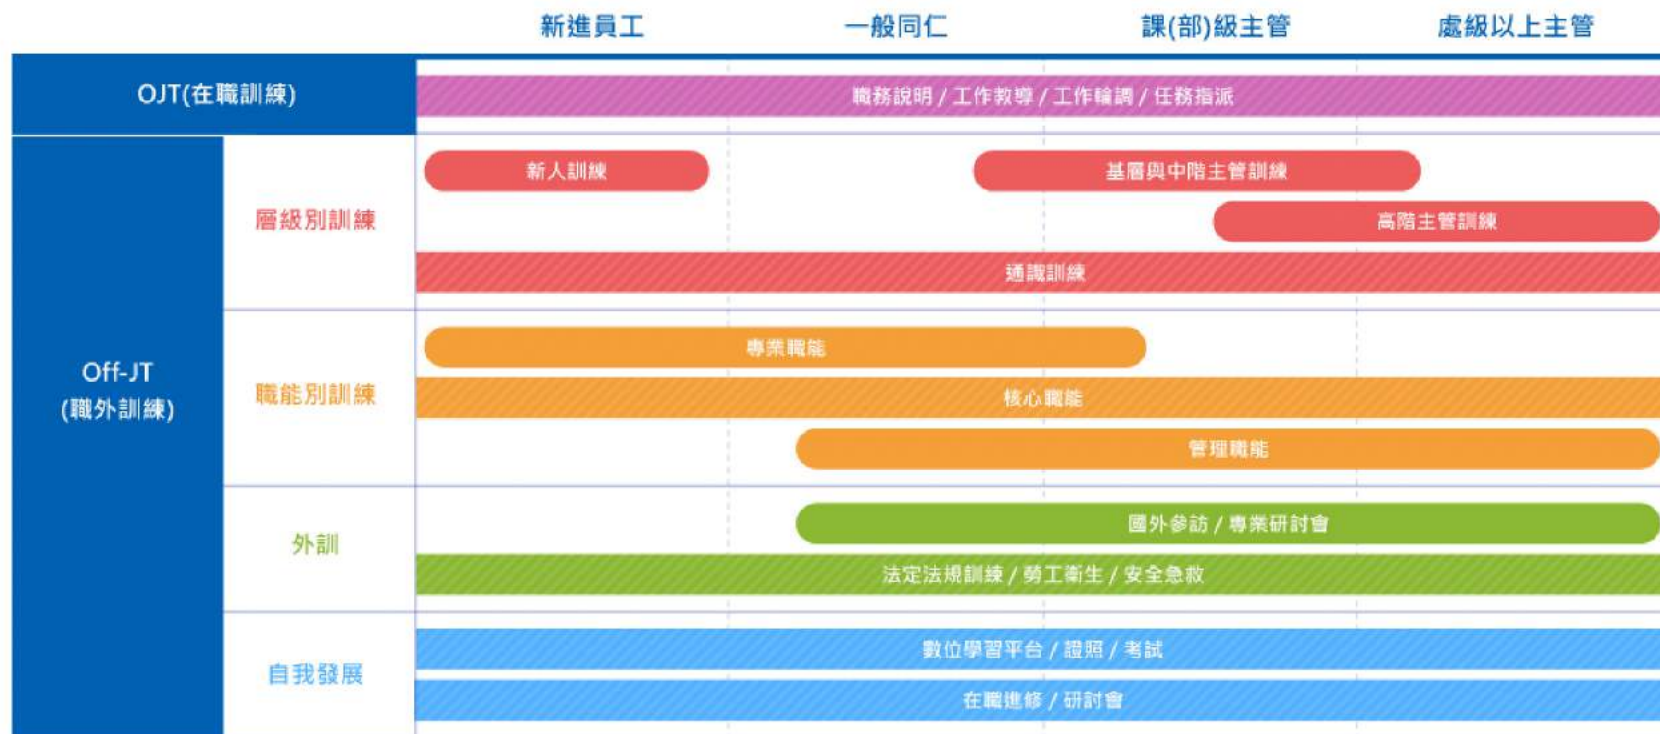 新進員工 一般同仁 課(部)級主管 處級以上主管
OJT(在職訓練)
職務說明 / 工作教導 / 工作輪調 / 任務指派
Off-JT
(職外訓練)
層級別訓練
新人訓練
基層與中階主管訓練
高階主管訓練
通識訓練
職能別訓練
專業職能
核心職能
管理職能
外訓
國外參訪 / 專業研討會
法定法規訓練 / 勞工衛生 / 安全急救
自我發展
數位學習平台 / 證照 / 考試
在職進修 / 研討會